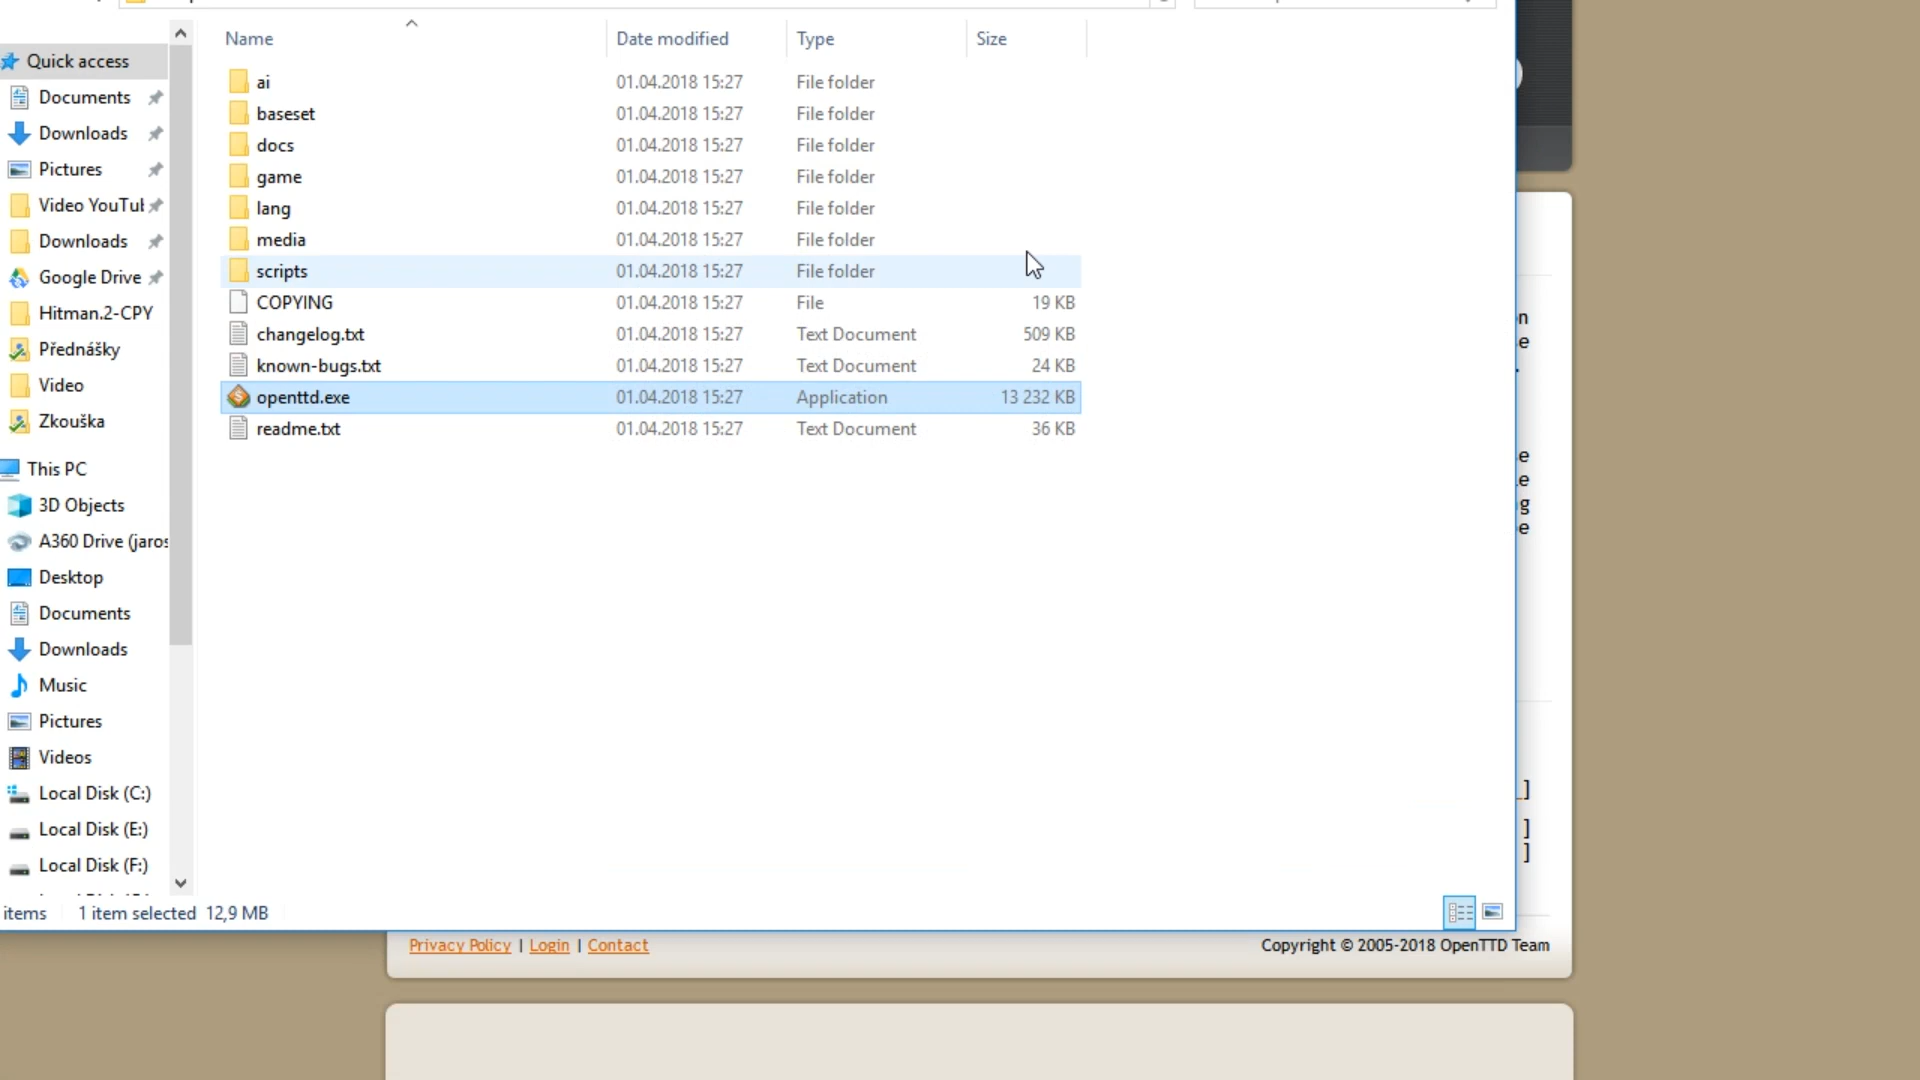 Name Date modified Type Size
Quick access
Documents
Downloads
Pictures
Video YouTul
Downloads
Google Drive
Hitman.2-CPY
Přednášky
Video
Zkouška
This PC
3D Objects
A360 Drive (jaros
Desktop
Documents
Downloads
Music
Pictures
Videos
Local Disk (C:)
Local Disk (E:)
Local Disk (F:)
ai 01.04.2018 15:27 File folder
baseset 01.04.2018 15:27 File folder
docs 01.04.2018 15:27 File folder
game 01.04.2018 15:27 File folder
lang 01.04.2018 15:27 File folder
media 01.04.2018 15:27 File folder
scripts 01.04.2018 15:27 File folder
COPYING 01.04.2018 15:27 File 19 KB
changelog.txt 01.04.2018 15:27 Text Document 509 KB
known-bugs.txt 01.04.2018 15:27 Text Document 24 KB
openttd.exe 01.04.2018 15:27 Application 13 232 KB
readme.txt 01.04.2018 15:27 Text Document 36 KB
items 1 item selected 12,9 MB
Privacy Policy | Login | Contact
Copyright © 2005-2018 OpenTTD Team